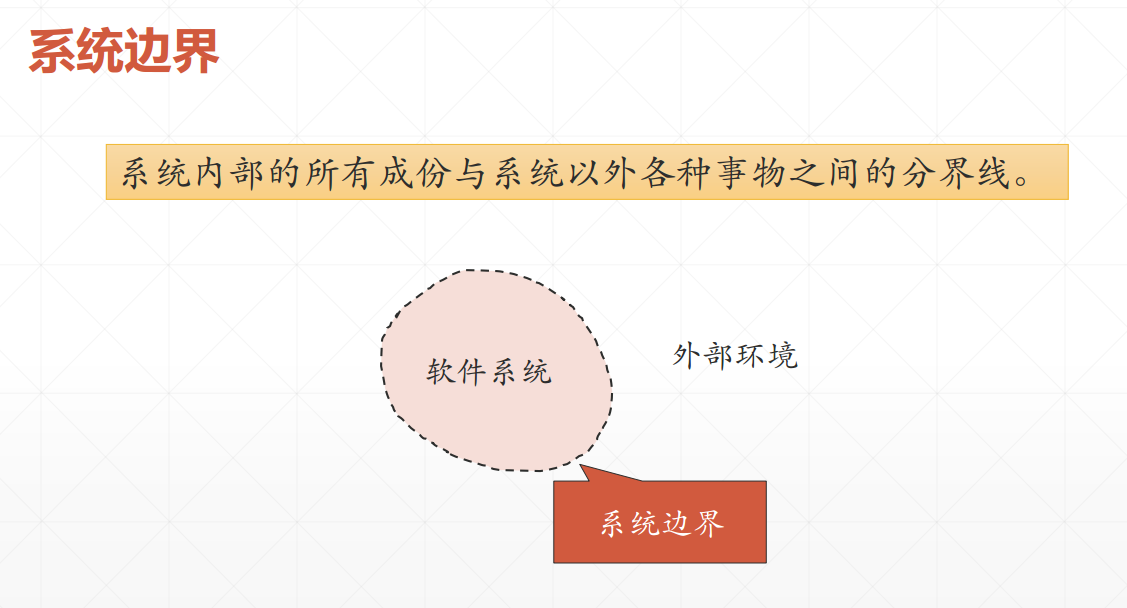 系统边界
系统内部的所有成份与系统以外各种事物之间的分界线。
软件系统
外部环境
系统边界